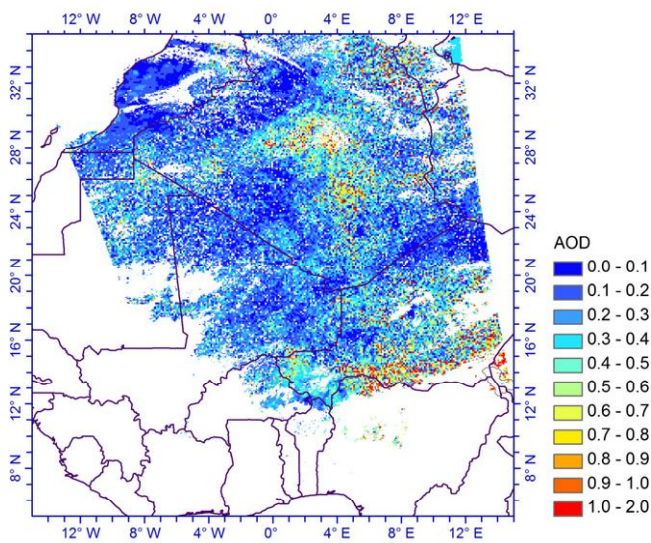 12° W 8° W 4° W 0° 4° E 8° E 12° E
32° N
28° N
24° N
20° N
16° N
12° N
8° N
32° N
28° N
24° N
20° N
16° N
12° N
8° N
12° W 8° W 4° W 0° 4° E 8° E 12° E
AOD
0.0 - 0.1
0.1 - 0.2
0.2 - 0.3
0.3 - 0.4
0.4 - 0.5
0.5 - 0.6
0.6 - 0.7
0.7 - 0.8
0.8 - 0.9
0.9 - 1.0
1.0 - 2.0